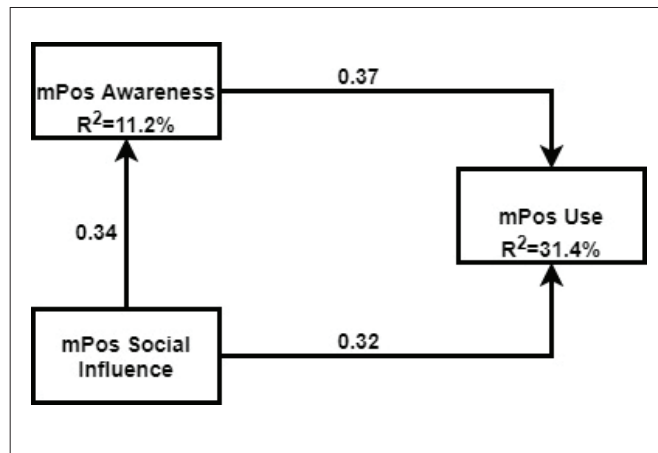 mPos Awareness
R²=11.2%
0.37
mPos Use
R²=31.4%
0.34
mPos Social
Influence
0.32